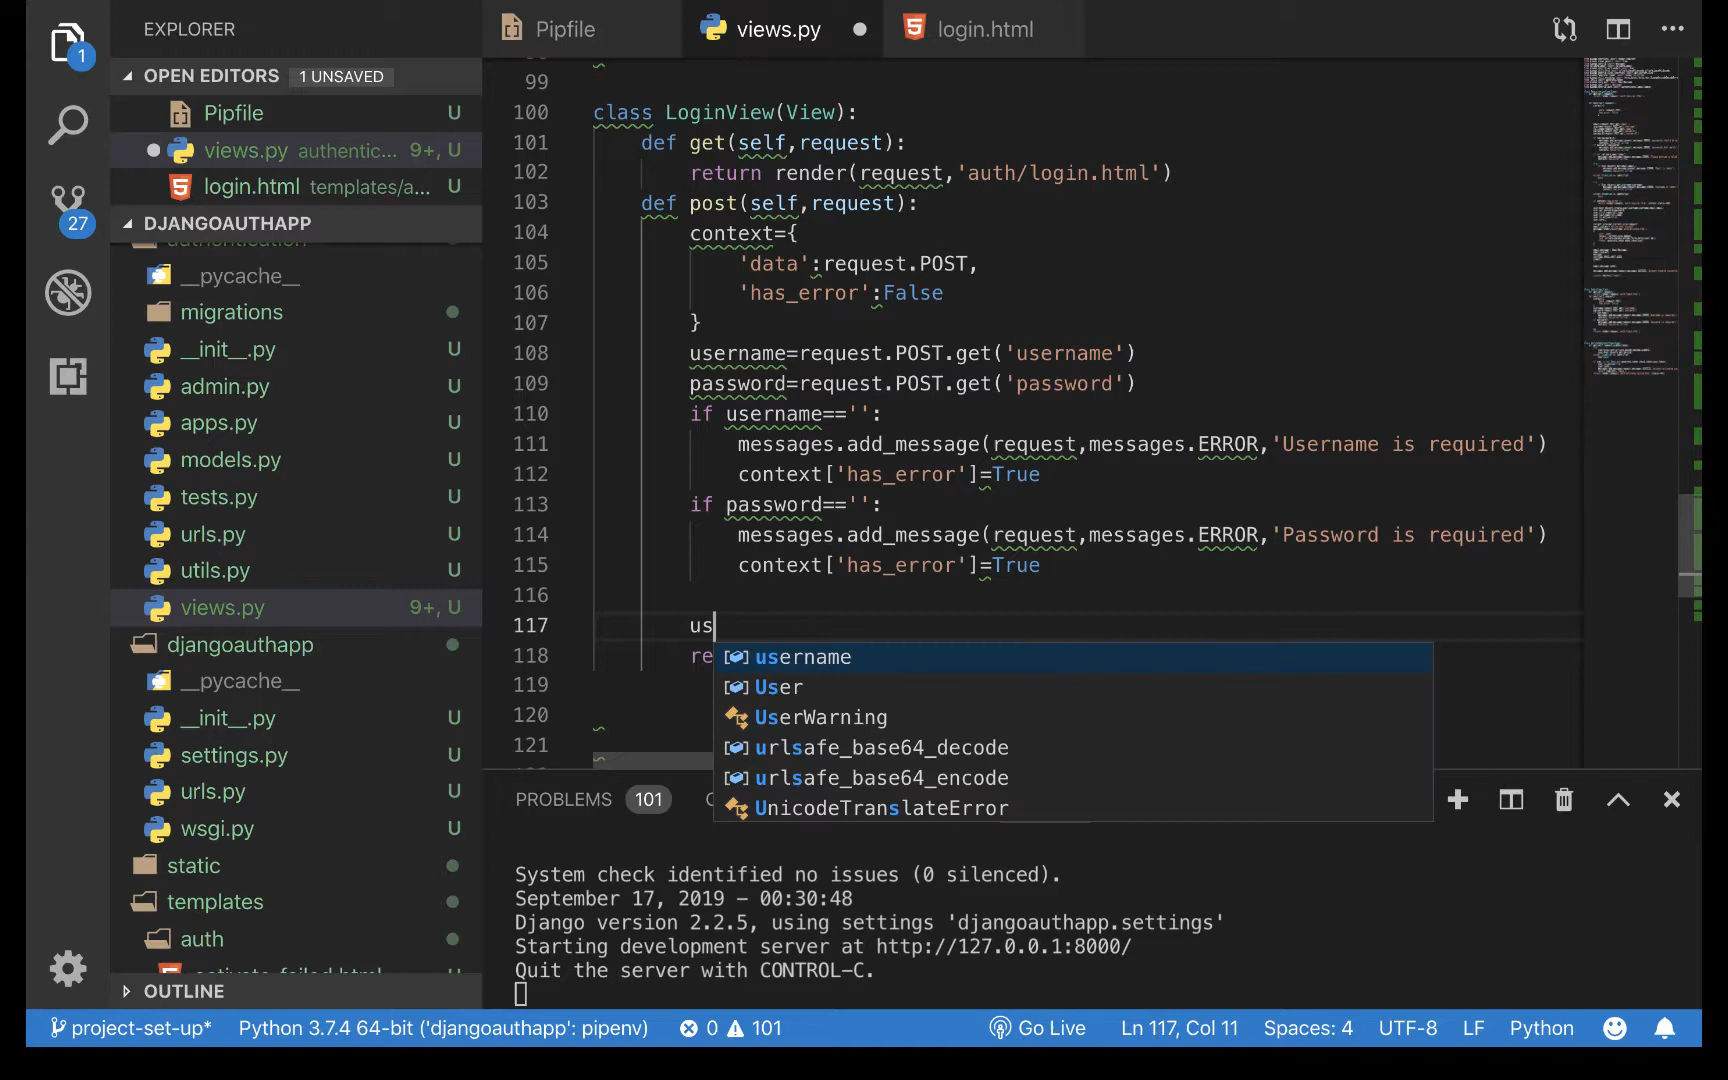 EXPLORER
Pipfile
views.py
login.html
1
OPEN EDITORS 1 UNSAVED
Pipfile U
views.py authentic... 9+, U
login.html templates/a... U
27
DJANGOAUTHAPP
authentication
__pycache__
migrations
__init__.py U
admin.py U
apps.py U
models.py U
tests.py U
urls.py U
utils.py U
views.py 9+, U
djangoauthapp
__pycache__
__init__.py U
settings.py U
urls.py U
wsgi.py U
static
templates
auth
activate_failed.html
OUTLINE
99
100 class LoginView(View):
101 def get(self,request):
102 return render(request,'auth/login.html')
103 def post(self,request):
104 context={
105 'data':request.POST,
106 'has_error':False
107 }
108 username=request.POST.get('username')
109 password=request.POST.get('password')
110 if username=='':
111 messages.add_message(request,messages.ERROR,'Username is required')
112 context['has_error']=True
113 if password=='':
114 messages.add_message(request,messages.ERROR,'Password is required')
115 context['has_error']=True
116
117 us
118 re
119
120
121
username
User
UserWarning
urlsafe_base64_decode
urlsafe_base64_encode
UnicodeTranslateError
PROBLEMS 101
System check identified no issues (0 silenced).
September 17, 2019 - 00:30:48
Django version 2.2.5, using settings 'djangoauthapp.settings'
Starting development server at http://127.0.0.1:8000/
Quit the server with CONTROL-C.
project-set-up* Python 3.7.4 64-bit ('djangoauthapp': pipenv) 0 101 Go Live Ln 117, Col 11 Spaces: 4 UTF-8 LF Python